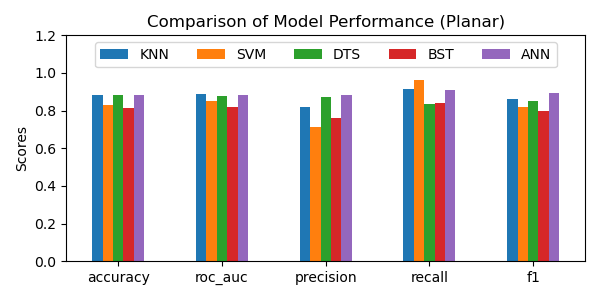 Comparison of Model Performance (Planar)
KNN SVM DTS BST ANN
Scores
1.2
1.0
0.8
0.6
0.4
0.2
0.0
accuracy roc_auc precision recall f1